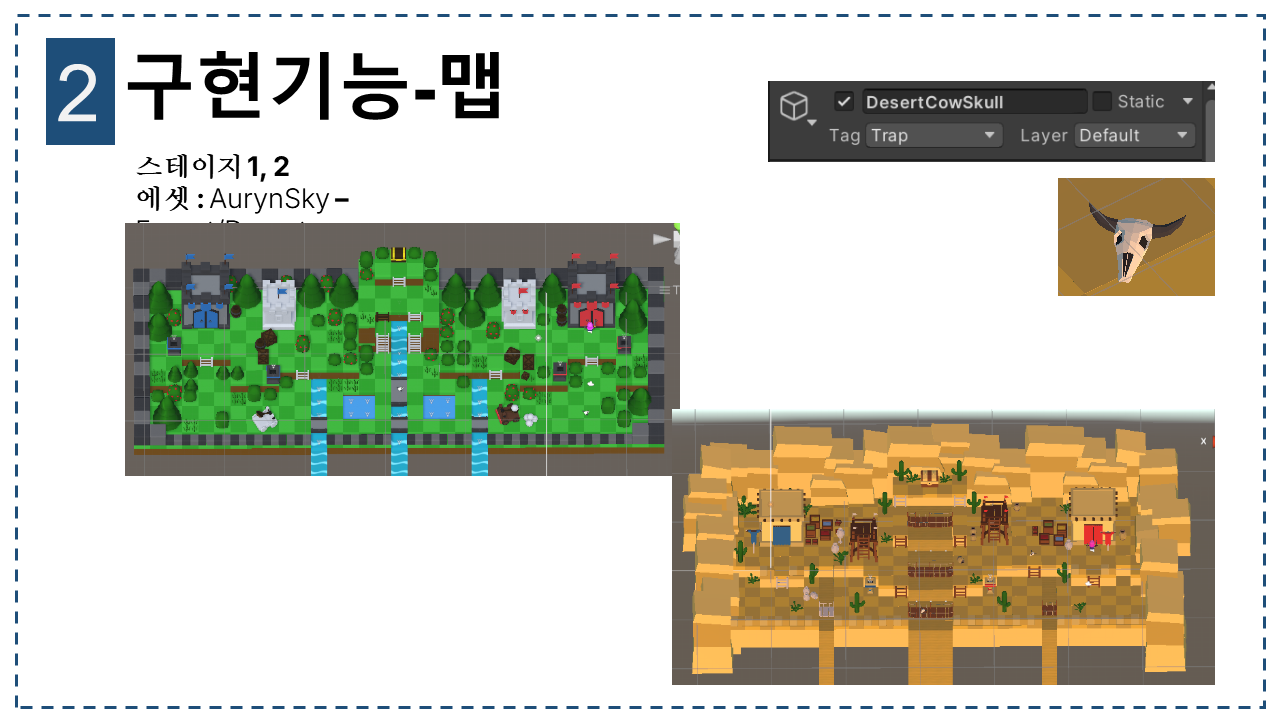 2 구현기능-맵
스테이지 1, 2
에셋 : AurynSky –
DesertCowSkull
Static
Tag Trap
Layer Default
x